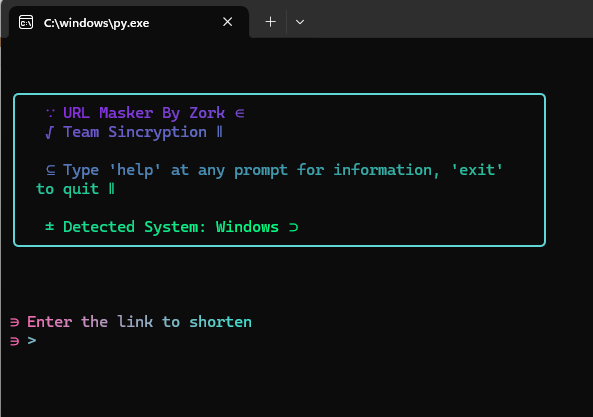 C:\windows\py.exe
∵ URL Masker By Zork ∈
√ Team Sincryption ∥
⊆ Type 'help' at any prompt for information, 'exit'
to quit ∥
± Detected System: Windows ⊃
∋ Enter the link to shorten
∋ >